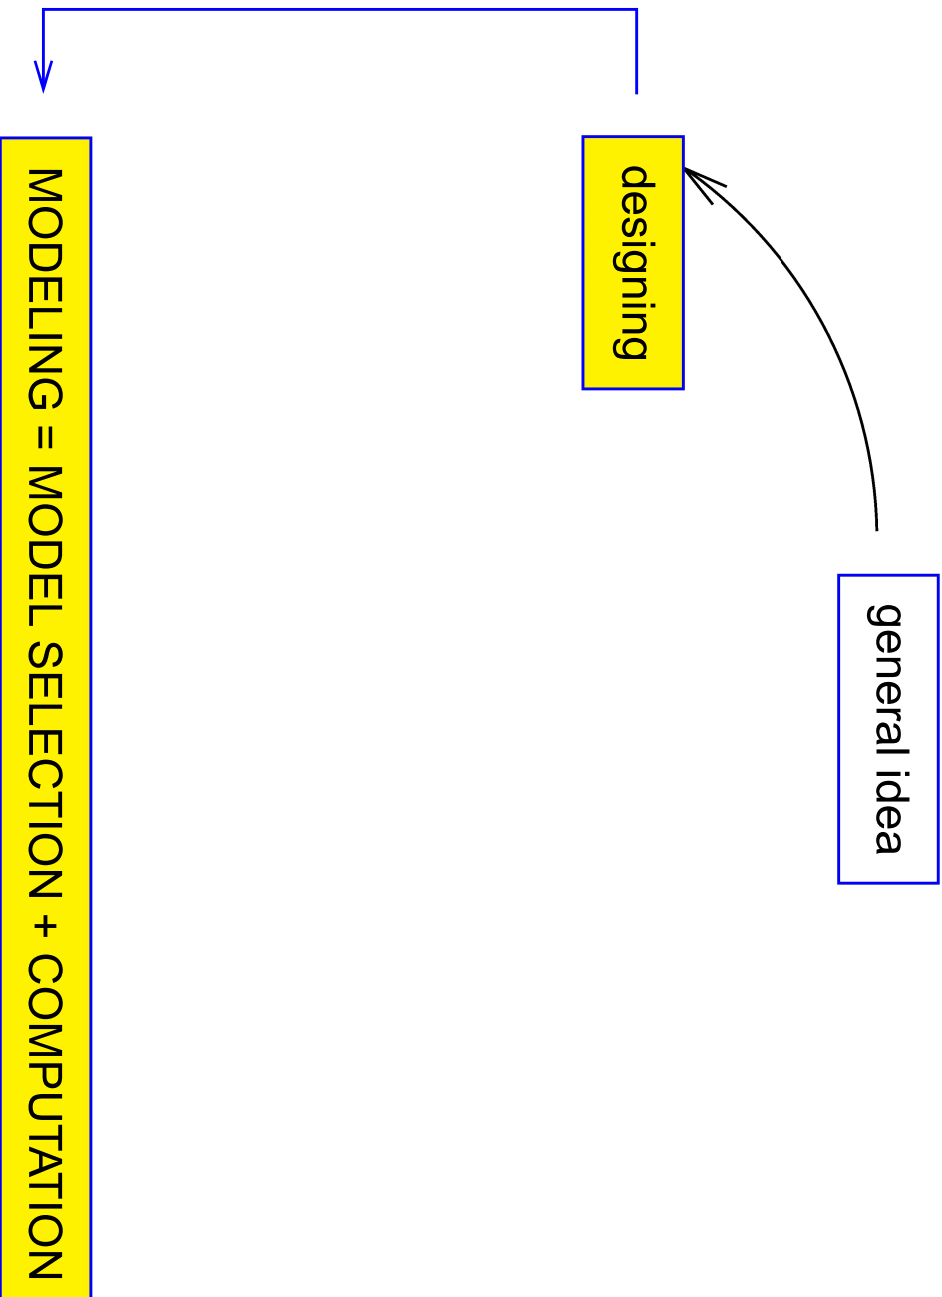 general idea
designing
MODELING = MODEL SELECTION + COMPUTATION